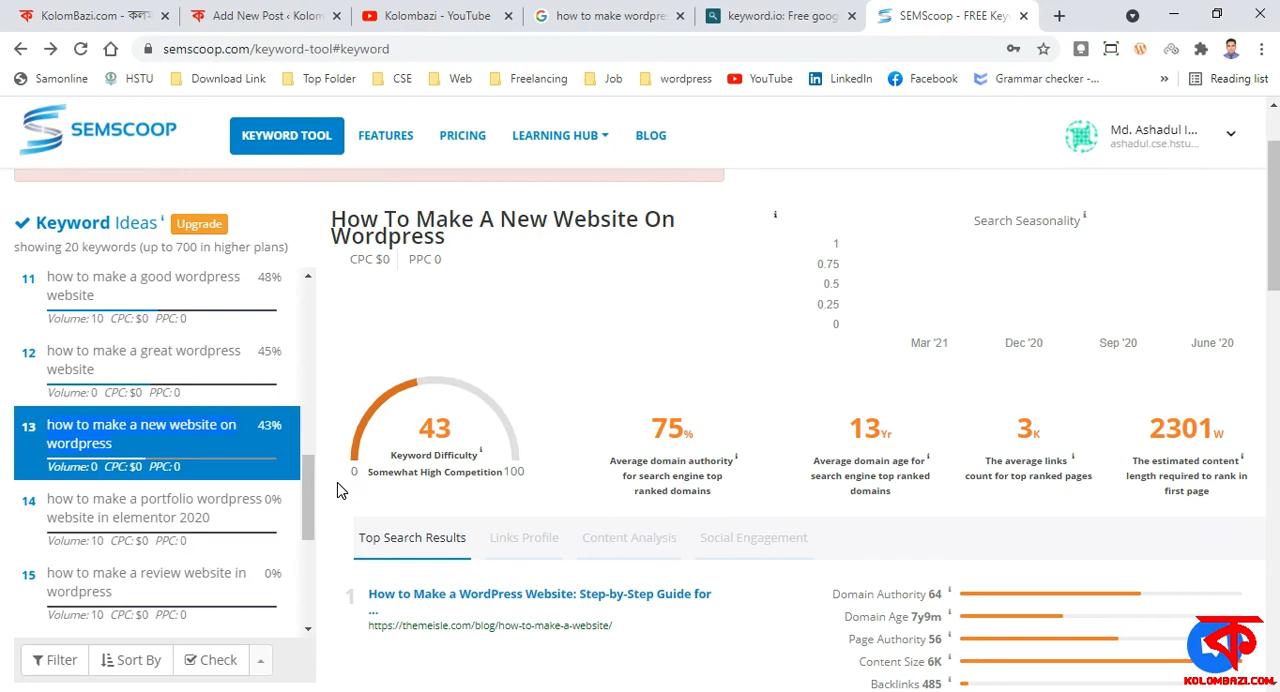 KolomBazi.com - কলম
Add New Post ‹ Kolom
Kolombazi - YouTube
how to make wordpre
keyword.io: Free goog
SEMScoop - FREE Key
semscoop.com/keyword-tool#keyword
Samonline
HSTU
Download Link
Top Folder
CSE
Web
Freelancing
Job
wordpress
YouTube
LinkedIn
Facebook
Grammar checker -...
»
Reading list
SEMSCOOP
KEYWORD TOOL
FEATURES
PRICING
LEARNING HUB
BLOG
Md. Ashadul I...
ashadul.cse.hstu...
Keyword Ideas i
Upgrade
showing 20 keywords (up to 700 in higher plans)
11 how to make a good wordpress 48%
website
Volume: 10 CPC: $0 PPC: 0
12 how to make a great wordpress 45%
website
Volume: 0 CPC: $0 PPC: 0
13 how to make a new website on 43%
wordpress
Volume: 0 CPC: $0 PPC: 0
14 how to make a portfolio wordpress 0%
website in elementor 2020
Volume: 10 CPC: $0 PPC: 0
15 how to make a review website in 0%
wordpress
Volume: 10 CPC: $0 PPC: 0
Filter
Sort By
Check
How To Make A New Website On
Wordpress
i
CPC $0
PPC 0
Search Seasonality i
1
0.75
0.5
0.25
0
Mar '21
Dec '20
Sep '20
June '20
43
Keyword Difficulty i
0 Somewhat High Competition 100
75%
Average domain authority i
for search engine top
ranked domains
13Yr
Average domain age for i
search engine top ranked
domains
3K
The average links i
count for top ranked pages
2301W
The estimated content i
length required to rank in
first page
Top Search Results
Links Profile
Content Analysis
Social Engagement
1 How to Make a WordPress Website: Step-by-Step Guide for
...
https://themeisle.com/blog/how-to-make-a-website/
Domain Authority 64 i
Domain Age 7y9m i
Page Authority 56 i
Content Size 6K i
Backlinks 485 i
ক
KOLOMBAZI.COM